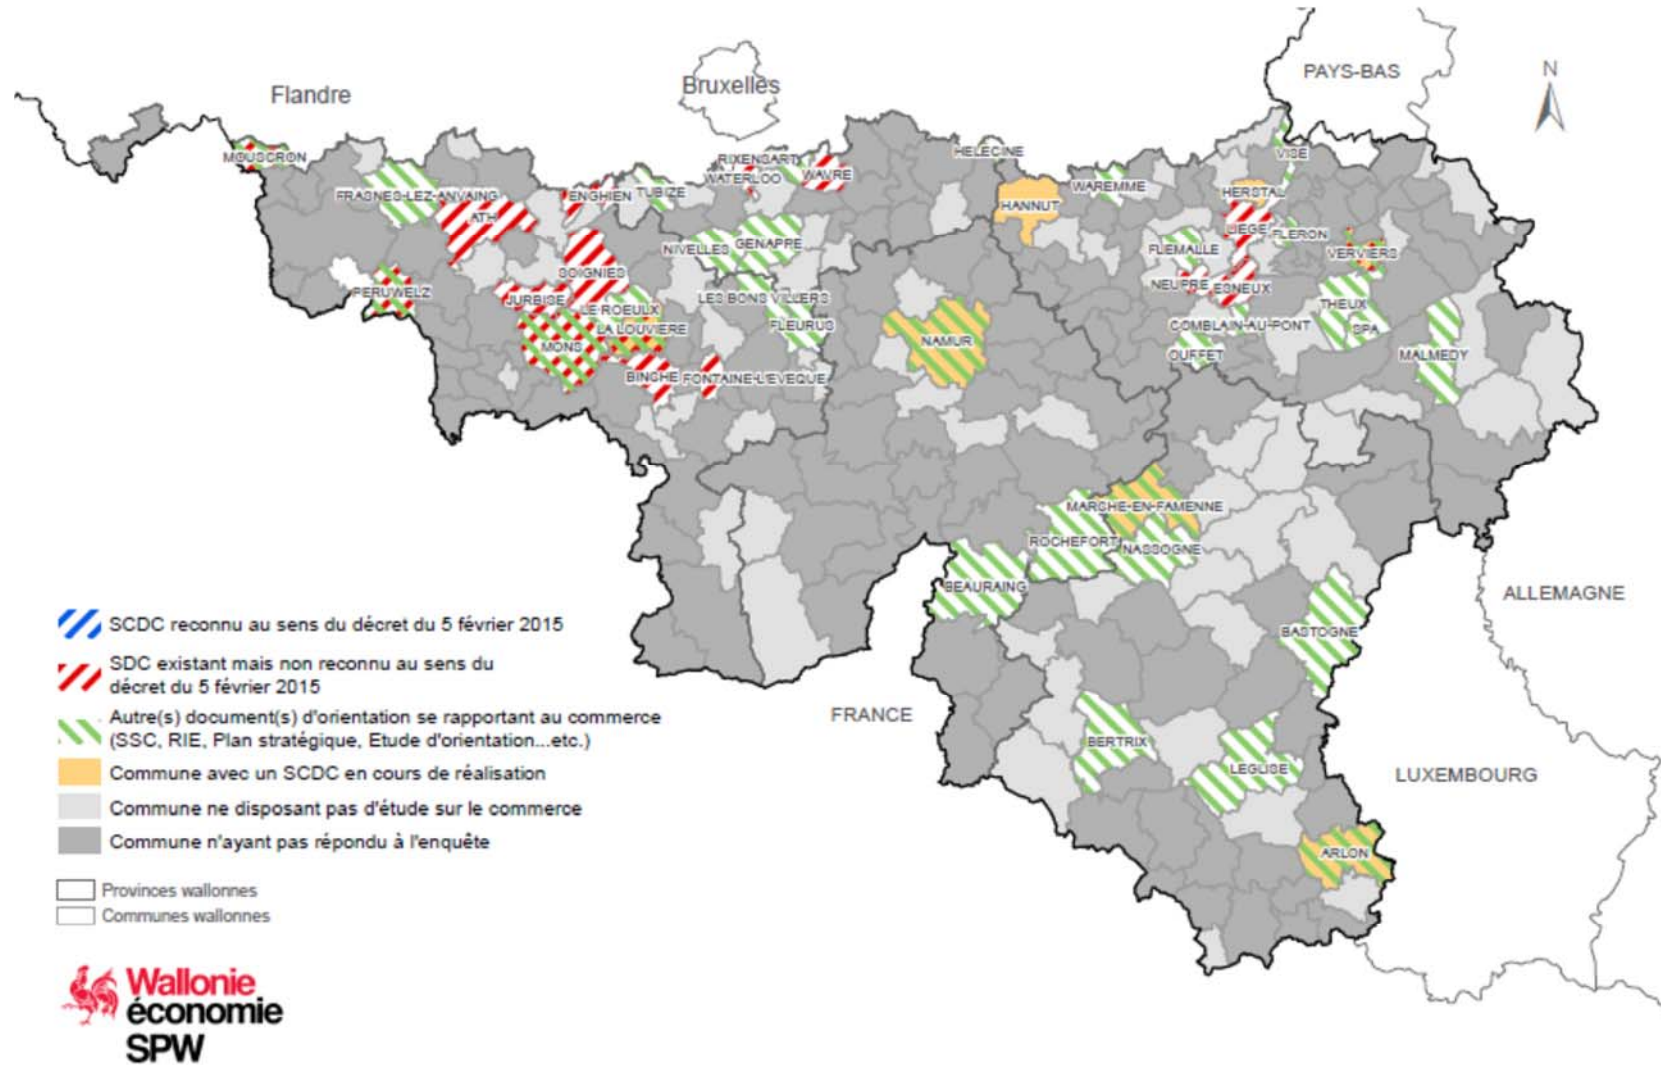 PAYS-BAS
N
Bruxelles
Flandre
MOUSCRON
RIXENSART
HELECINE
VISE
WATERLOO
WAVRE
FRASNES-LEZ-ANVAING
ENGHIEN
TUBIZE
WAREMME
HERSTAL
HANNUT
ATH
LIEGE
FLERON
NIVELLES
GENAPPE
FLEMALLE
VERVIERS
SOIGNIES
NEUPRE
ESNEUX
PERUWELZ
JURBISE
LES BONS VILLERS
THEUX
LE ROEULX
FLEURUS
COMBLAIN-AU-PONT
SPA
LA LOUVIERE
MONS
NAMUR
OUFFET
MALMEDY
BINCHE
FONTAINE-L'EVEQUE
MARCHE-EN-FAMENNE
ROCHEFORT
NASSOGNE
BEAURAING
ALLEMAGNE
BASTOGNE
SCDC reconnu au sens du décret du 5 février 2015
SDC existant mais non reconnu au sens du
décret du 5 février 2015
FRANCE
Autre(s) document(s) d'orientation se rapportant au commerce
(SSC, RIE, Plan stratégique, Etude d'orientation...etc.)
BERTRIX
LEGLISE
LUXEMBOURG
Commune avec un SCDC en cours de réalisation
Commune ne disposant pas d'étude sur le commerce
Commune n'ayant pas répondu à l'enquête
ARLON
Provinces wallonnes
Communes wallonnes
Wallonie
économie
SPW